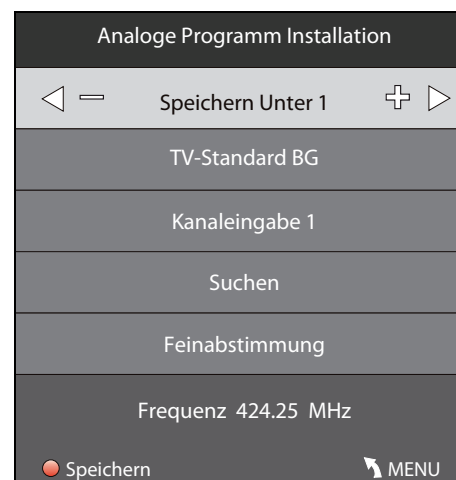 Analoge Programm Installation
Speichern Unter 1
TV-Standard BG
Kanaleingabe 1
Suchen
Feinabstimmung
Frequenz 424.25 MHz
Speichern MENU